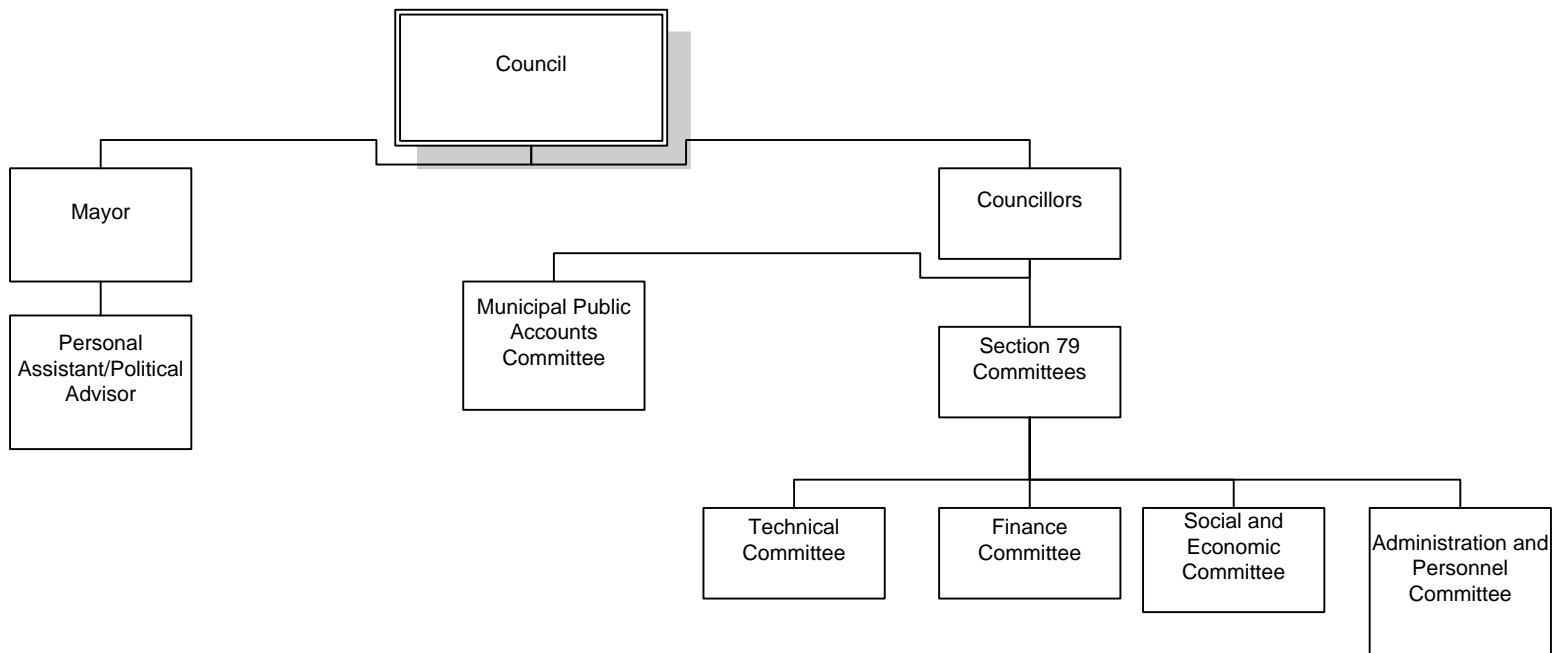 Council
Mayor
Councillors
Municipal Public
Accounts
Committee
Personal
Assistant/Political
Advisor
Section 79
Committees
Technical
Committee
Finance
Committee
Social and
Economic
Committee
Administration and
Personnel
Committee